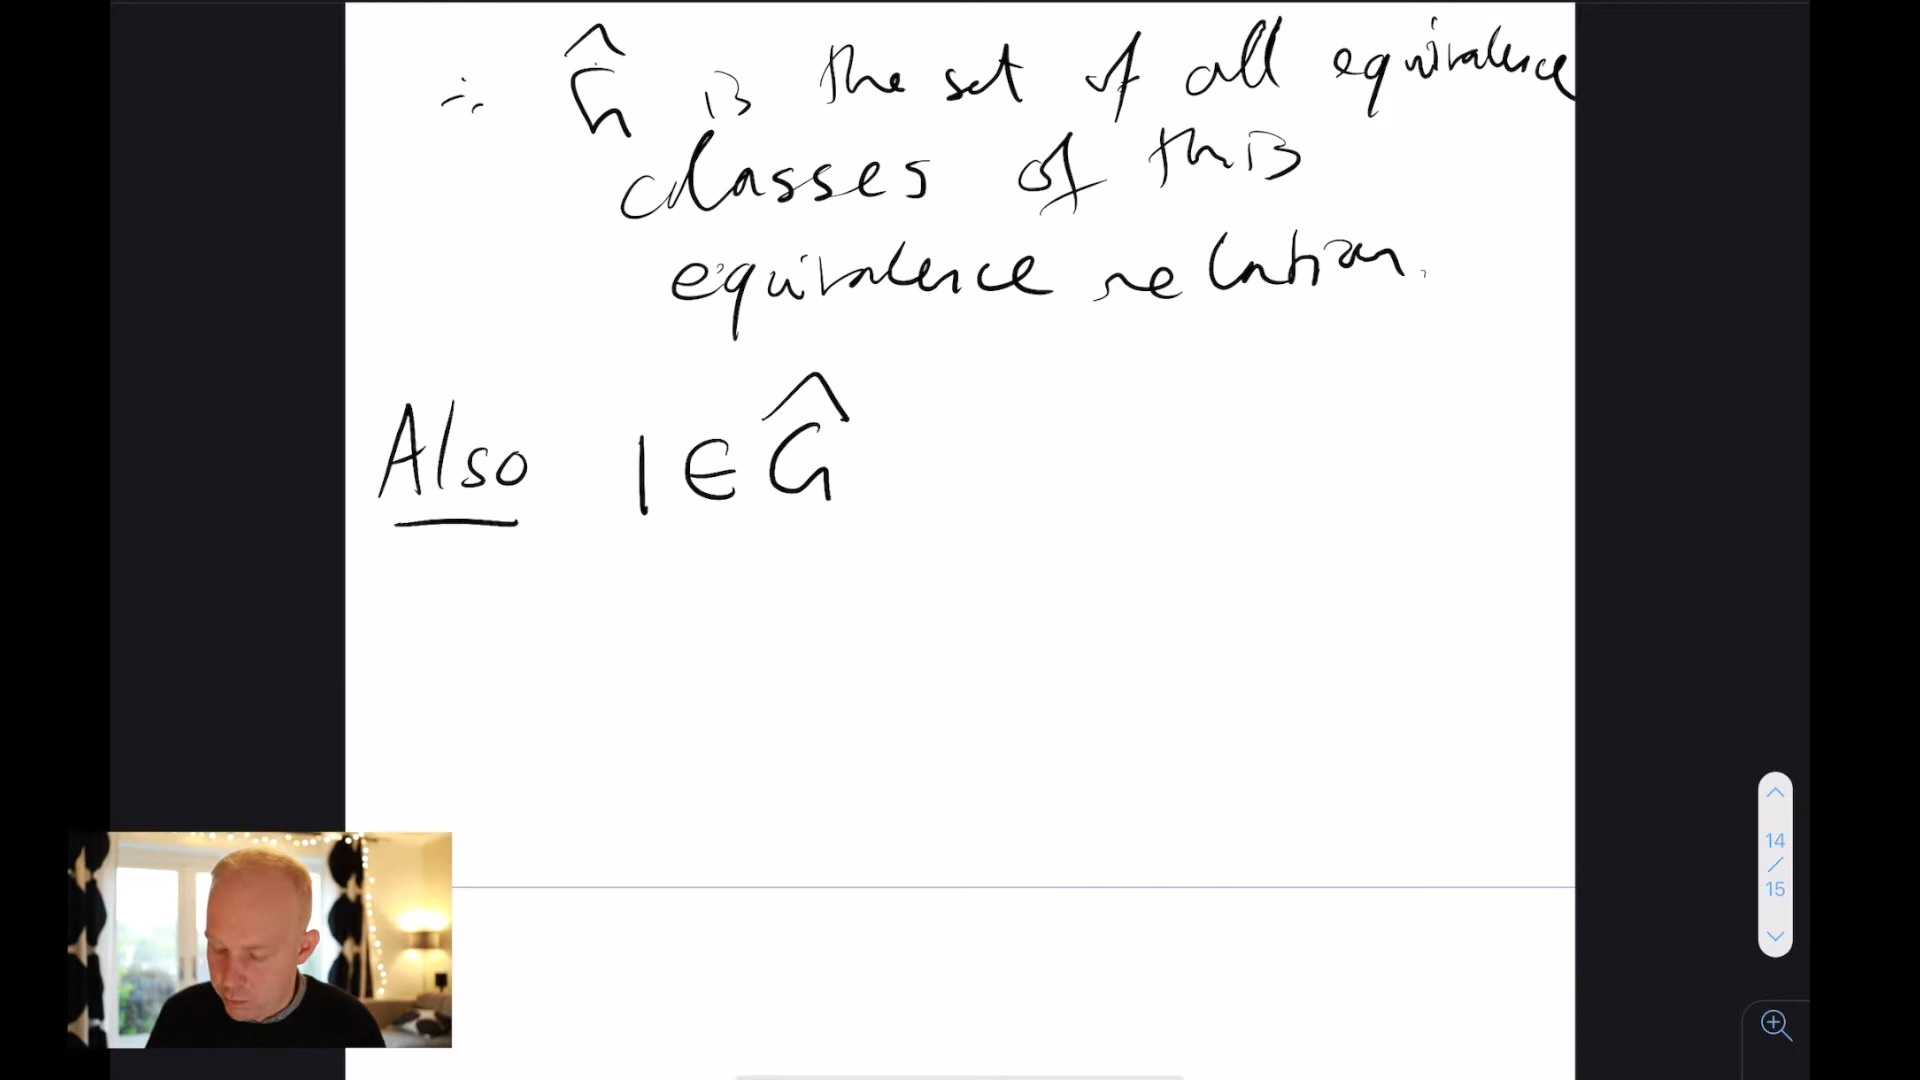 ∴ Ĝ is the set of all equivalence
classes of this
equivalence relation.
Also 1 ∈ Ĝ
14
/
15